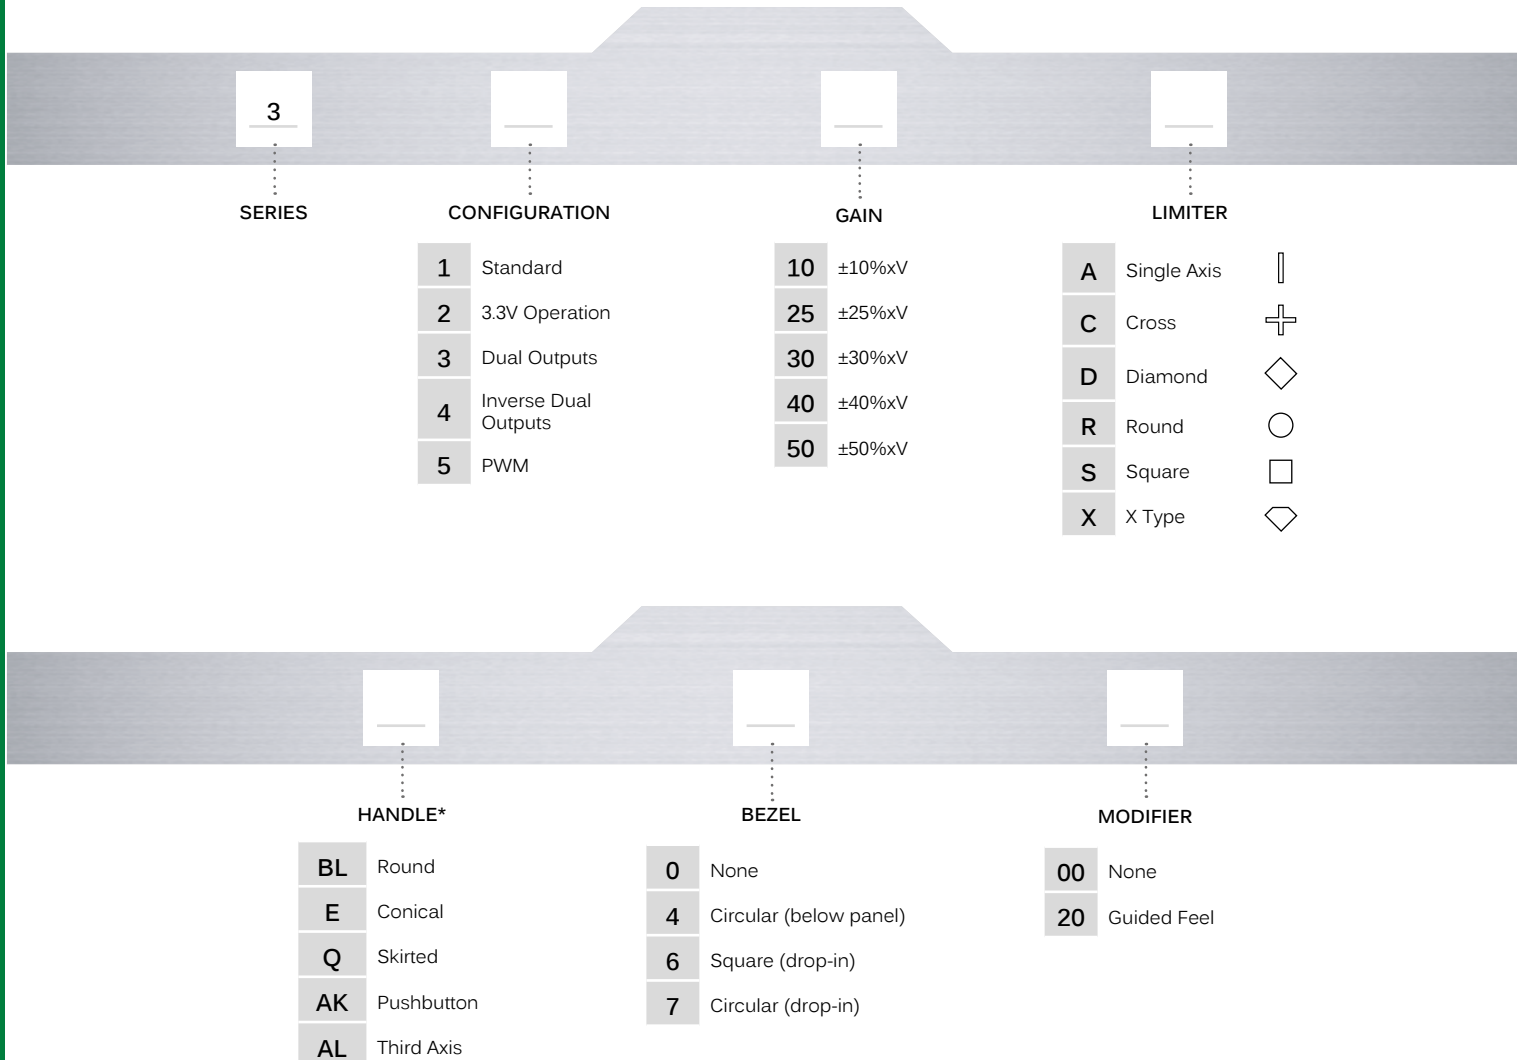 3
SERIES
CONFIGURATION
GAIN
LIMITER
1 Standard
2 3.3V Operation
3 Dual Outputs
4 Inverse Dual
Outputs
5 PWM
10 ±10%xV
25 ±25%xV
30 ±30%xV
40 ±40%xV
50 ±50%xV
A Single Axis
C Cross
D Diamond
R Round
S Square
X X Type
HANDLE*
BEZEL
MODIFIER
BL Round
E Conical
Q Skirted
AK Pushbutton
AL Third Axis
0 None
4 Circular (below panel)
6 Square (drop-in)
7 Circular (drop-in)
00 None
20 Guided Feel